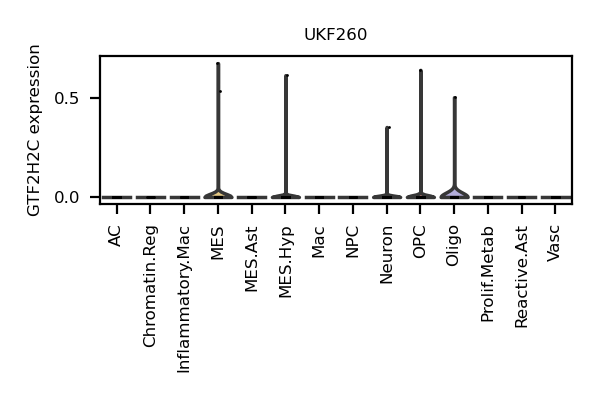 UKF260
GTF2H2C expression
0.5
0.0
AC
Chromatin.Reg
Inflammatory.Mac
MES
MES.Ast
MES.Hyp
Mac
NPC
Neuron
OPC
Oligo
Prolif.Metab
Reactive.Ast
Vasc